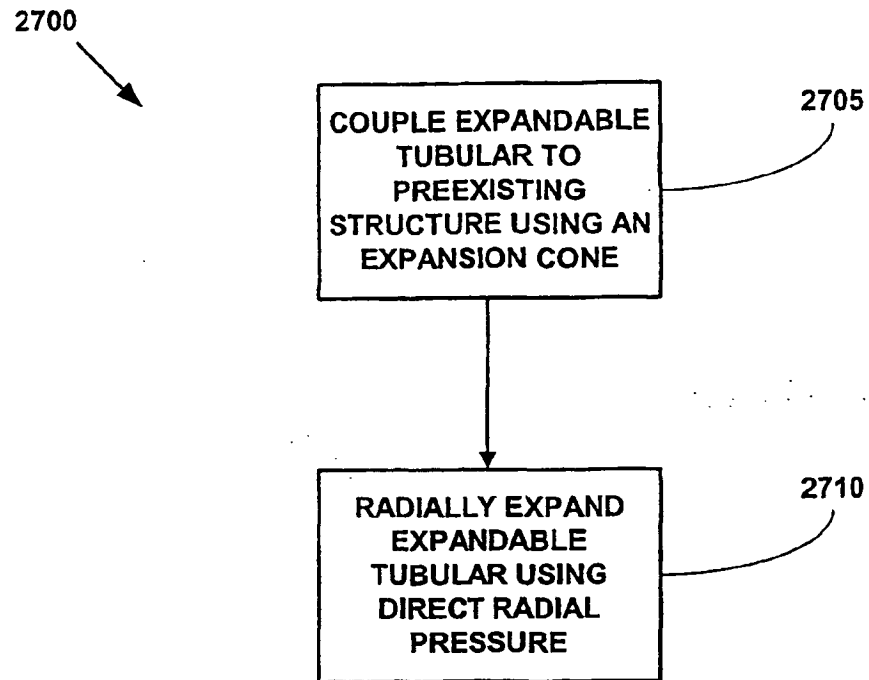 2700
COUPLE EXPANDABLE
TUBULAR TO
PREEXISTING
STRUCTURE USING AN
EXPANSION CONE
2705
RADIALLY EXPAND
EXPANDABLE
TUBULAR USING
DIRECT RADIAL
PRESSURE
2710